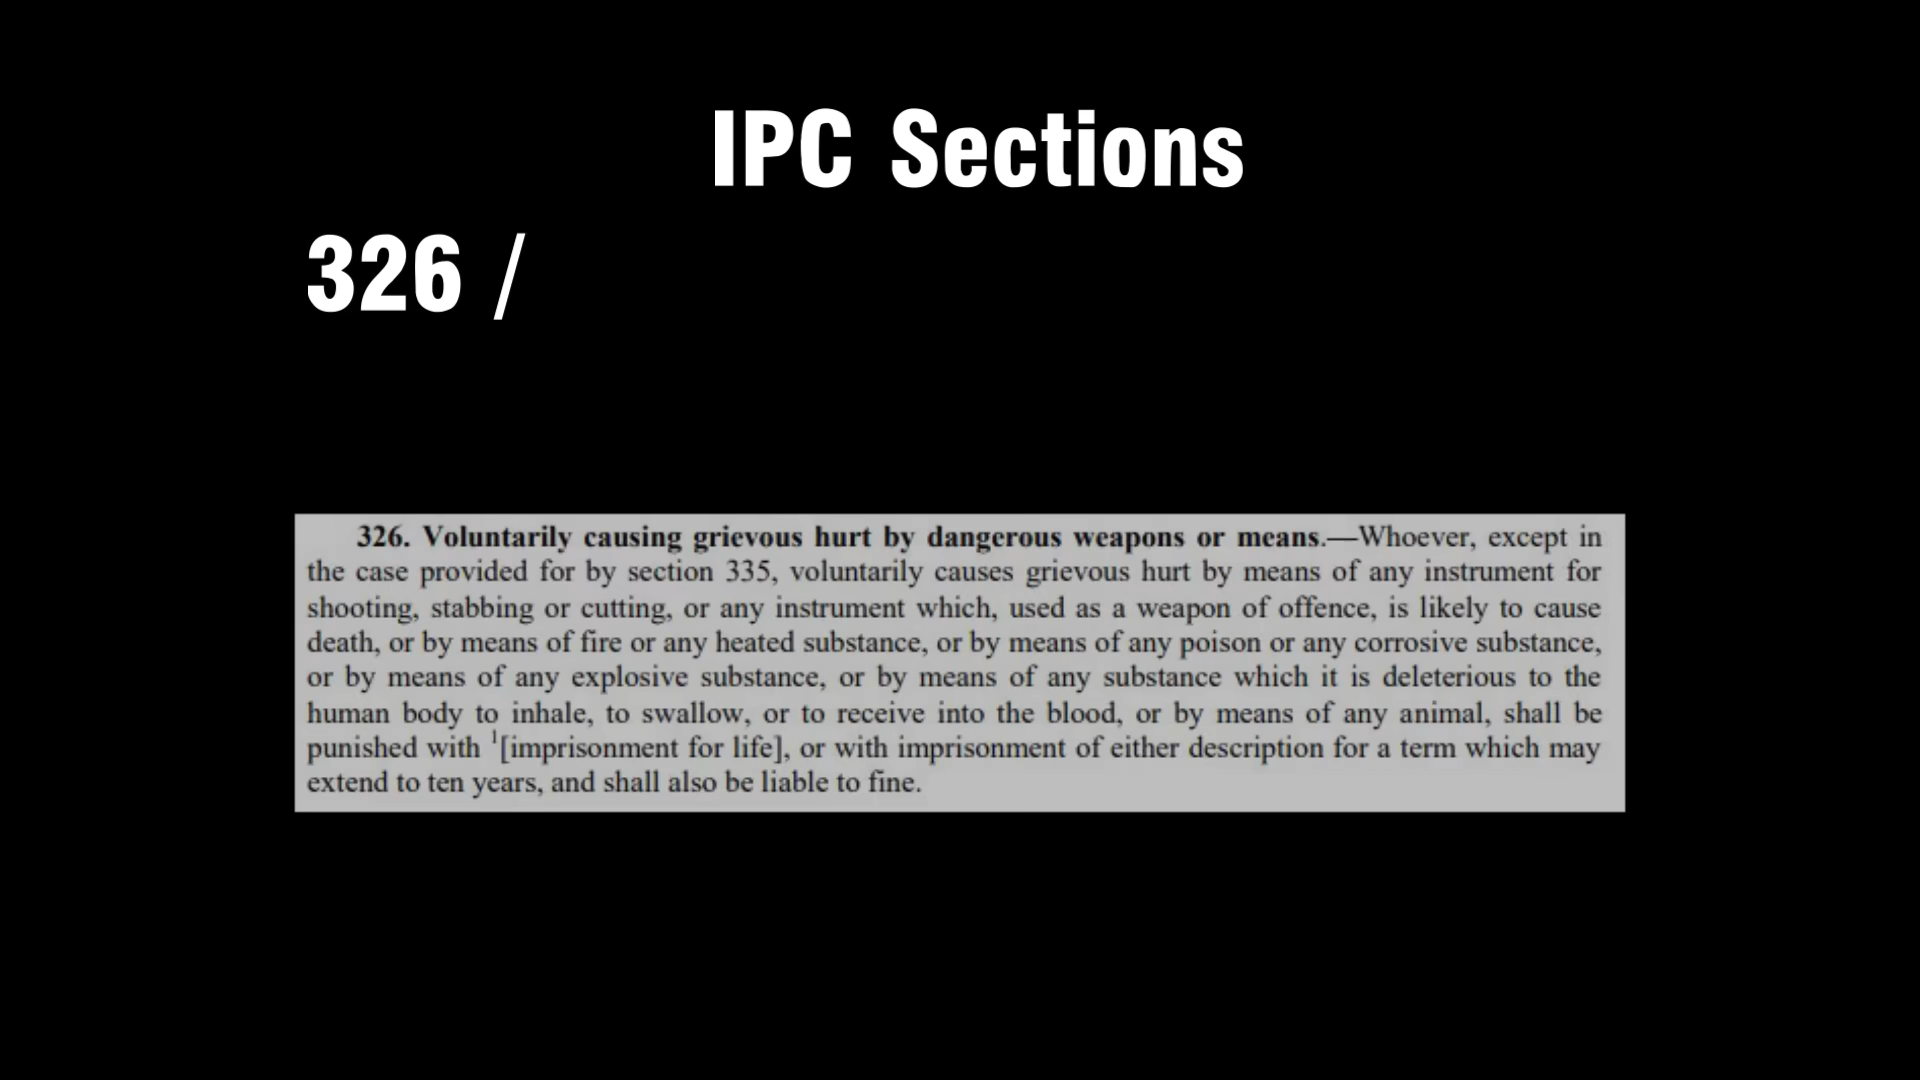 IPC Sections
326 /
326. Voluntarily causing grievous hurt by dangerous weapons or means.—Whoever, except in
the case provided for by section 335, voluntarily causes grievous hurt by means of any instrument for
shooting, stabbing or cutting, or any instrument which, used as a weapon of offence, is likely to cause
death, or by means of fire or any heated substance, or by means of any poison or any corrosive substance,
or by means of any explosive substance, or by means of any substance which it is deleterious to the
human body to inhale, to swallow, or to receive into the blood, or by means of any animal, shall be
punished with ¹[imprisonment for life], or with imprisonment of either description for a term which may
extend to ten years, and shall also be liable to fine.